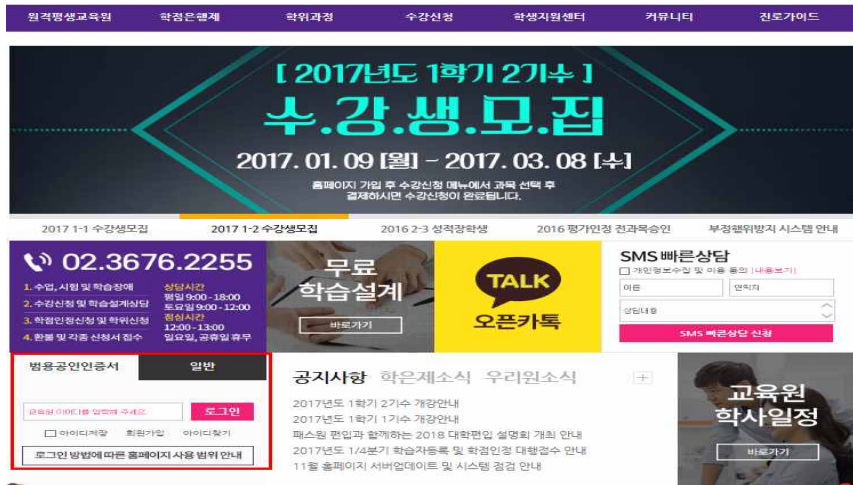 원격평생교육원 학점은행제 학위과정 수강신청 학생지원센터 커뮤니티 진로가이드
[ 2017년도 1학기 2기수 ]
수.강.생.모.집
2017. 01. 09 [월] - 2017. 03. 08 [수]
홈페이지 가입 후 수강신청 메뉴에서 과목 선택 후
결제하시면 수강신청이 완료됩니다.
2017 1-1 수강생모집 2017 1-2 수강생모집 2016 2-3 성적장학생 2016 평가인정 전과목승인 부정행위방지 시스템 안내
02.3676.2255
1. 수업, 시험 및 학습장애
2. 수강신청 및 학습설계상담
3. 학점인정신청 및 학위신청
4. 환불 및 각종 신청서 접수
상담시간
평일 9:00-18:00
토요일 9:00-12:00
점심시간
12:00-13:00
일요일, 공휴일 휴무
무료
학습설계
바로가기
TALK
오픈카톡
SMS 빠른상담
개인정보수집 및 이용 동의 [내용보기]
이름 연락처
상담내용
SMS 빠른상담 신청
범용공인인증서 일반
교육원 아이디를 입력해 주세요. 로그인
아이디저장 회원가입 아이디찾기
로그인 방법에 따른 홈페이지 사용 범위 안내
공지사항 학은제소식 우리원소식 +
2017년도 1학기 2기수 개강안내
2017년도 1학기 1기수 개강안내
패스원 편입과 함께하는 2018 대학편입 설명회 개최 안내
2017년도 1/4분기 학습자등록 및 학점인정 대행접수 안내
11월 홈페이지 서버업데이트 및 시스템 점검 안내
교육원
학사일정
바로가기